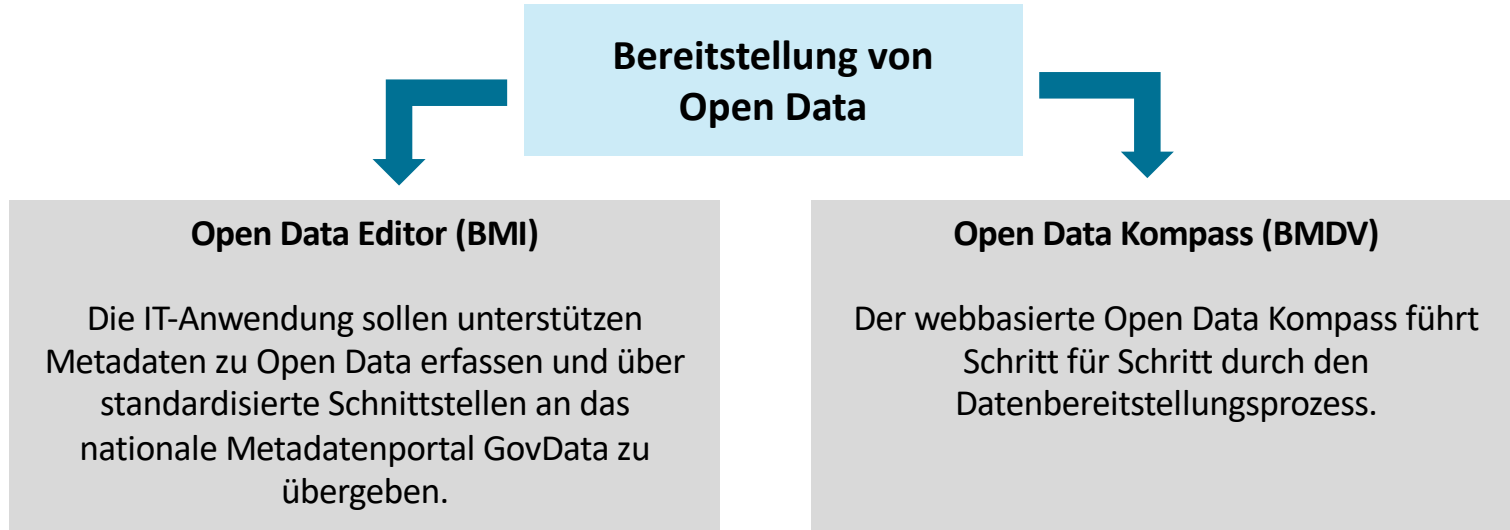 Bereitstellung von
Open Data
Open Data Editor (BMI)
Die IT-Anwendung sollen unterstützen
Metadaten zu Open Data erfassen und über
standardisierte Schnittstellen an das
nationale Metadatenportal GovData zu
übergeben.
Open Data Kompass (BMDV)
Der webbasierte Open Data Kompass führt
Schritt für Schritt durch den
Datenbereitstellungsprozess.